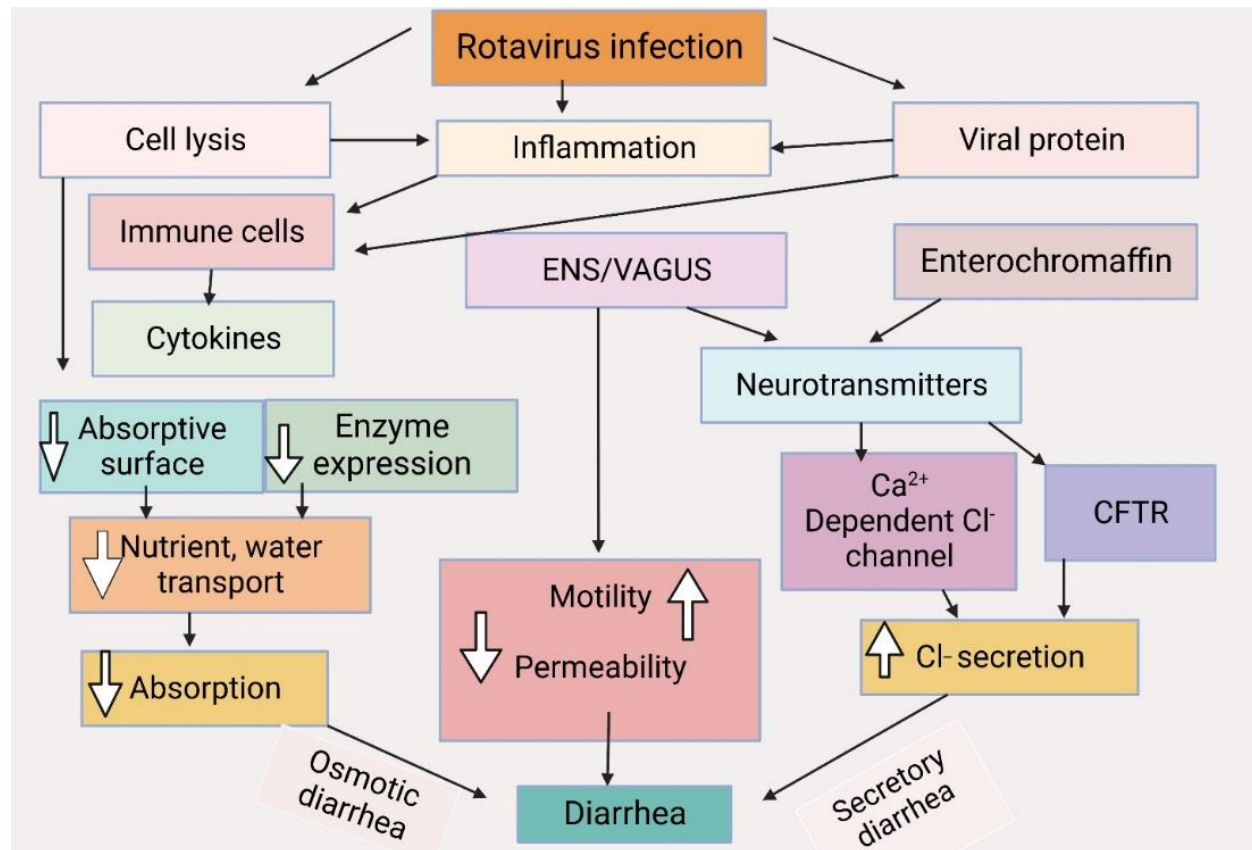 Rotavirus infection
Cell lysis
Inflammation
Viral protein
Immune cells
ENS/VAGUS
Enterochromaffin
Cytokines
Neurotransmitters
Absorptive
surface
Enzyme
expression
Ca²⁺
Dependent Cl⁻
channel
CFTR
Nutrient, water
transport
Motility
Permeability
Cl⁻ secretion
Absorption
Osmotic
diarrhea
Diarrhea
Secretory
diarrhea